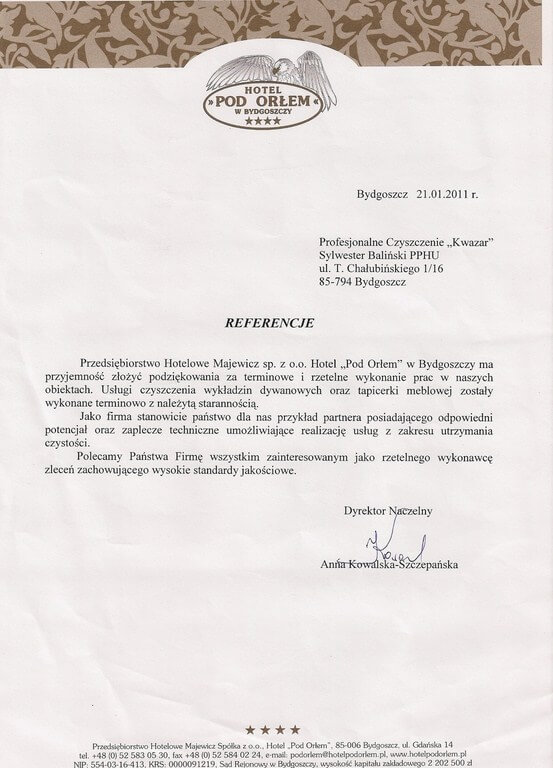 HOTEL
» POD ORŁEM «
W BYDGOSZCZY
★★★★
Bydgoszcz 21.01.2011 r.
Profesjonalne Czyszczenie „Kwazar”
Sylwester Baliński PPHU
ul. T. Chałubińskiego 1/16
85-794 Bydgoszcz
REFERENCJE
Przedsiębiorstwo Hotelowe Majewicz sp. z o.o. Hotel „Pod Orłem” w Bydgoszczy ma
przyjemność złożyć podziękowania za terminowe i rzetelne wykonanie prac w naszych
obiektach. Usługi czyszczenia wykładzin dywanowych oraz tapicerki meblowej zostały
wykonane terminowo z należytą starannością.
Jako firma stanowicie państwo dla nas przykład partnera posiadającego odpowiedni
potencjał oraz zaplecze techniczne umożliwiające realizację usług z zakresu utrzymania
czystości.
Polecamy Państwa Firmę wszystkim zainteresowanym jako rzetelnego wykonawcę
zleceń zachowującego wysokie standardy jakościowe.
Dyrektor Naczelny
Anna Kowalska-Szczepańska
★★★★
Przedsiębiorstwo Hotelowe Majewicz Spółka z o.o., Hotel „Pod Orłem”, 85-006 Bydgoszcz, ul. Gdańska 14
tel. +48 (0) 52 583 05 30, fax +48 (0) 52 584 02 24, e-mail: podorlem@hotelpodorlem.pl, www.hotelpodorlem.pl
NIP: 554-03-16-413, KRS: 0000091219, Sąd Rejonowy w Bydgoszczy, wysokość kapitału zakładowego 2 202 500 zł